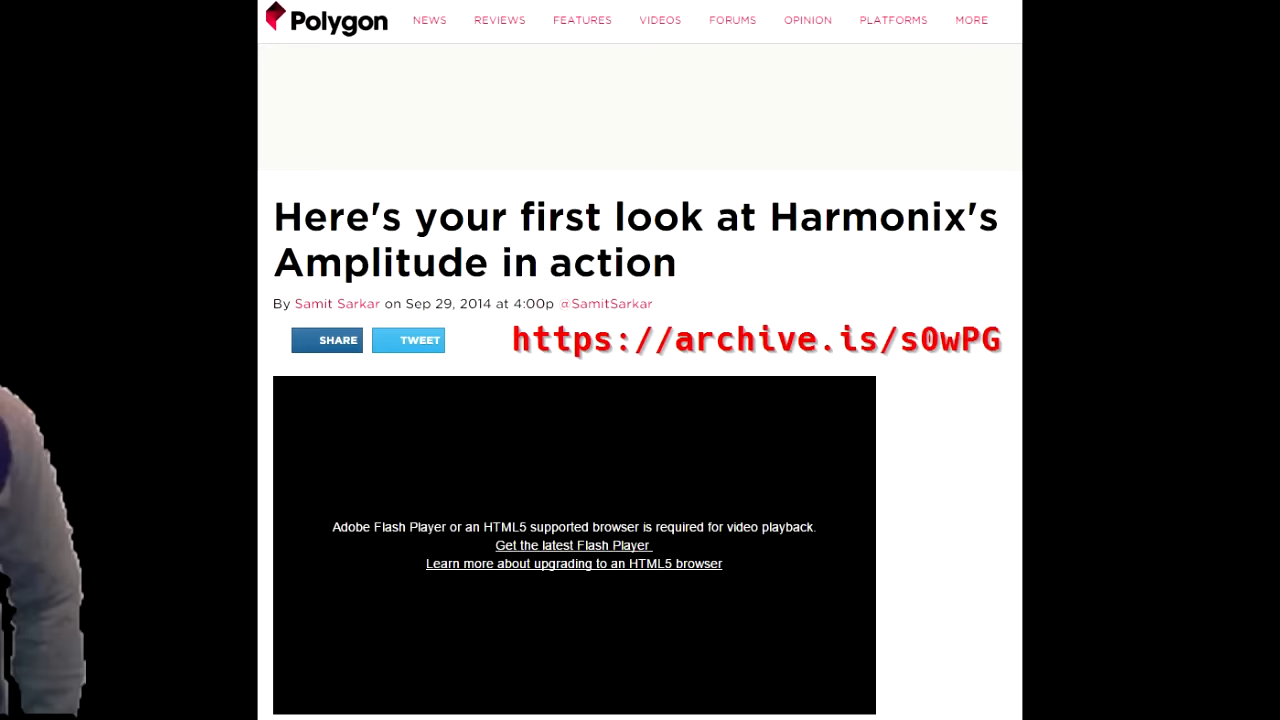 Polygon NEWS REVIEWS FEATURES VIDEOS FORUMS OPINION PLATFORMS MORE
Here's your first look at Harmonix's
Amplitude in action
By Samit Sarkar on Sep 29, 2014 at 4:00p @SamitSarkar
SHARE TWEET https://archive.is/s0wPG
Adobe Flash Player or an HTML5 supported browser is required for video playback.
Get the latest Flash Player
Learn more about upgrading to an HTML5 browser